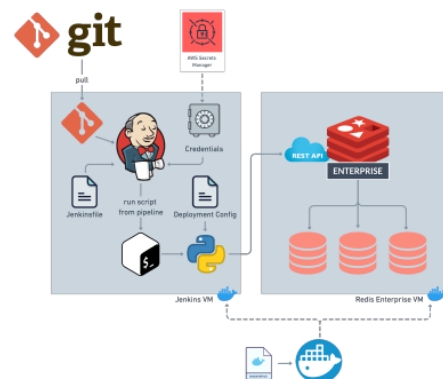 git
AWS Secrets
Manager
pull
Credentials
REST API
ENTERPRISE
Jenkinsfile
run script
from pipeline
Deployment Config
$_
Jenkins VM
Redis Enterprise VM